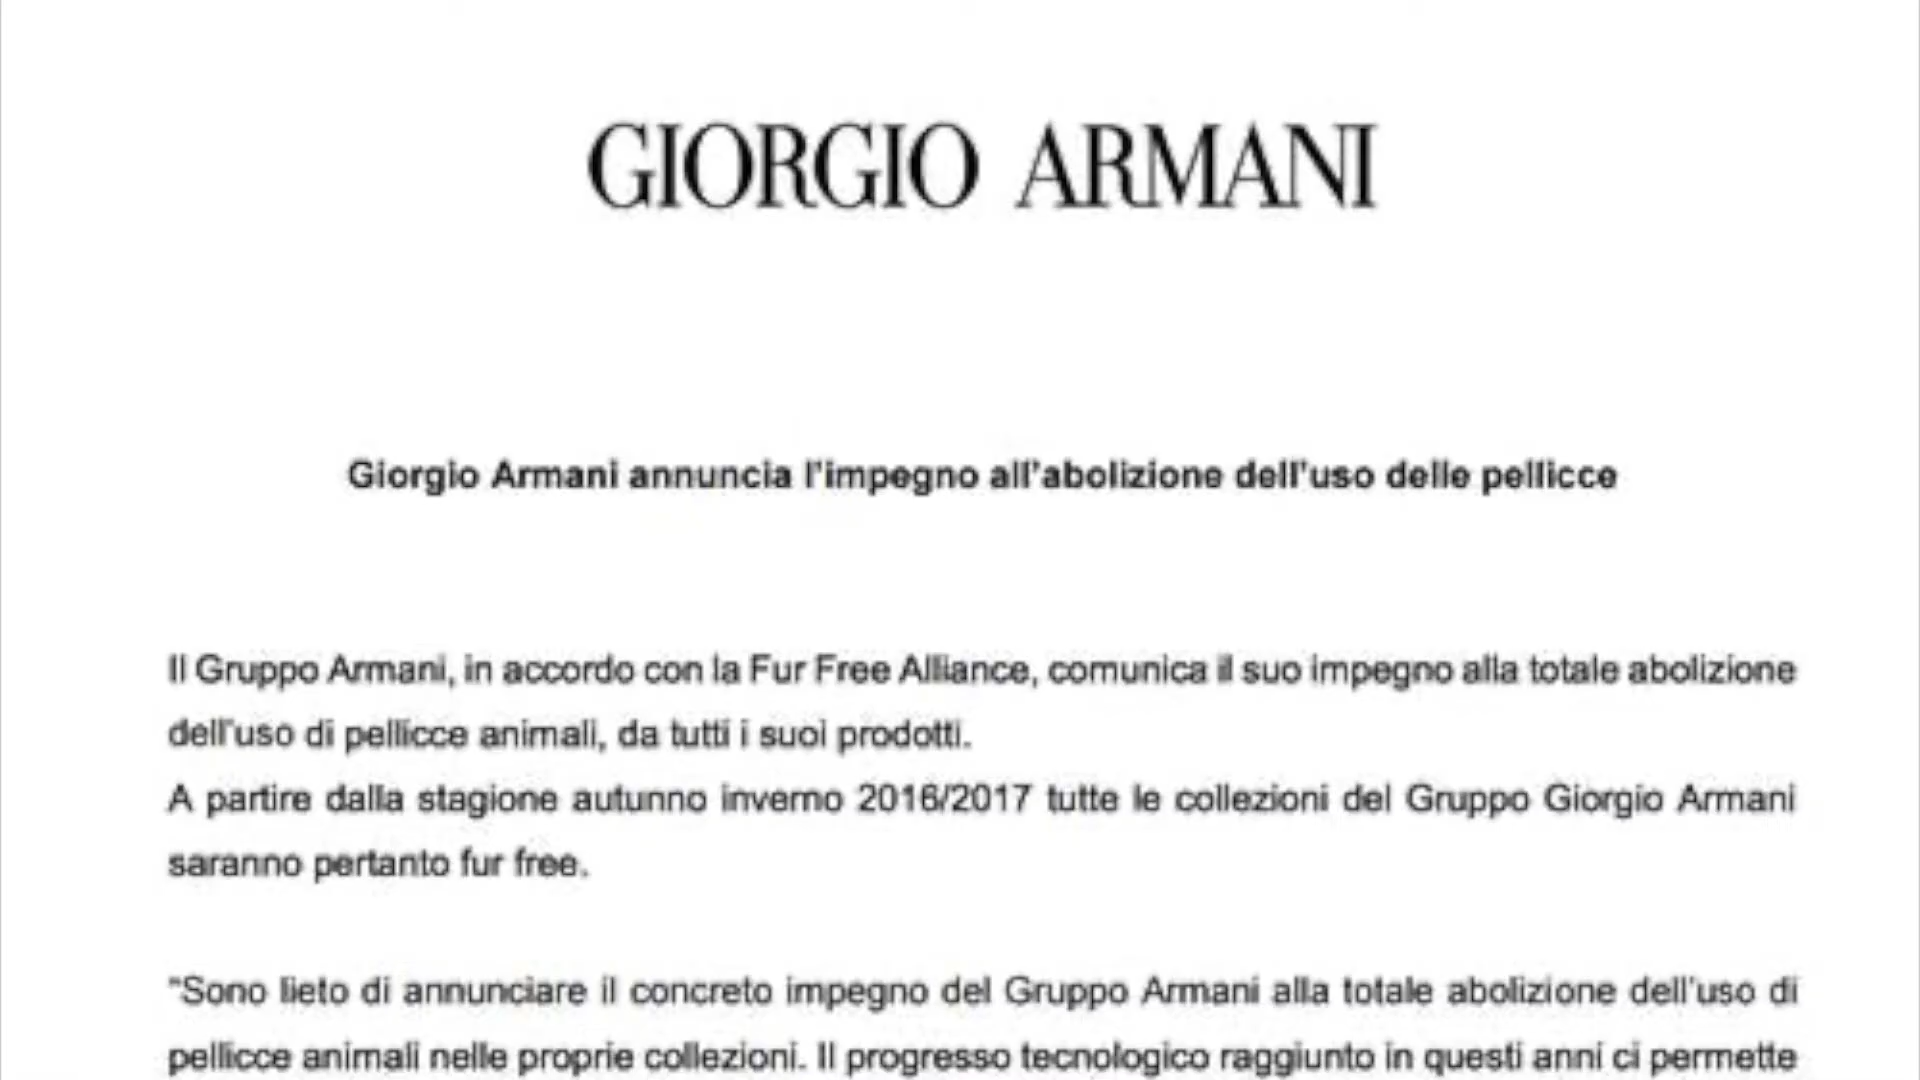 GIORGIO ARMANI
Giorgio Armani annuncia l'impegno all'abolizione dell'uso delle pellicce
Il Gruppo Armani, in accordo con la Fur Free Alliance, comunica il suo impegno alla totale abolizione
dell'uso di pellicce animali, da tutti i suoi prodotti.
A partire dalla stagione autunno inverno 2016/2017 tutte le collezioni del Gruppo Giorgio Armani
saranno pertanto fur free.
"Sono lieto di annunciare il concreto impegno del Gruppo Armani alla totale abolizione dell'uso di
pellicce animali nelle proprie collezioni. Il progresso tecnologico raggiunto in questi anni ci permette